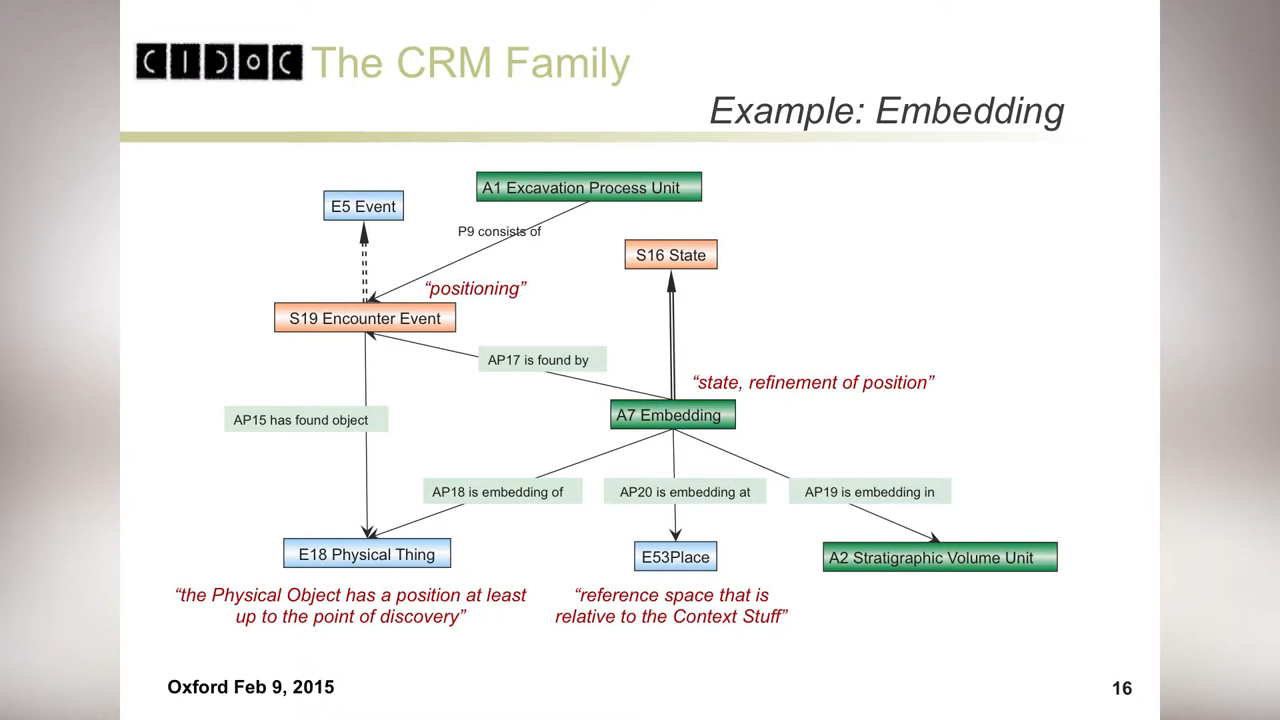 CIDOC
The CRM Family
Example: Embedding
A1 Excavation Process Unit
E5 Event
P9 consists of
S16 State
“positioning”
S19 Encounter Event
AP17 is found by
“state, refinement of position”
A7 Embedding
AP15 has found object
AP18 is embedding of
AP20 is embedding at
AP19 is embedding in
E18 Physical Thing
E53Place
A2 Stratigraphic Volume Unit
“the Physical Object has a position at least
up to the point of discovery”
“reference space that is
relative to the Context Stuff”
Oxford Feb 9, 2015
16